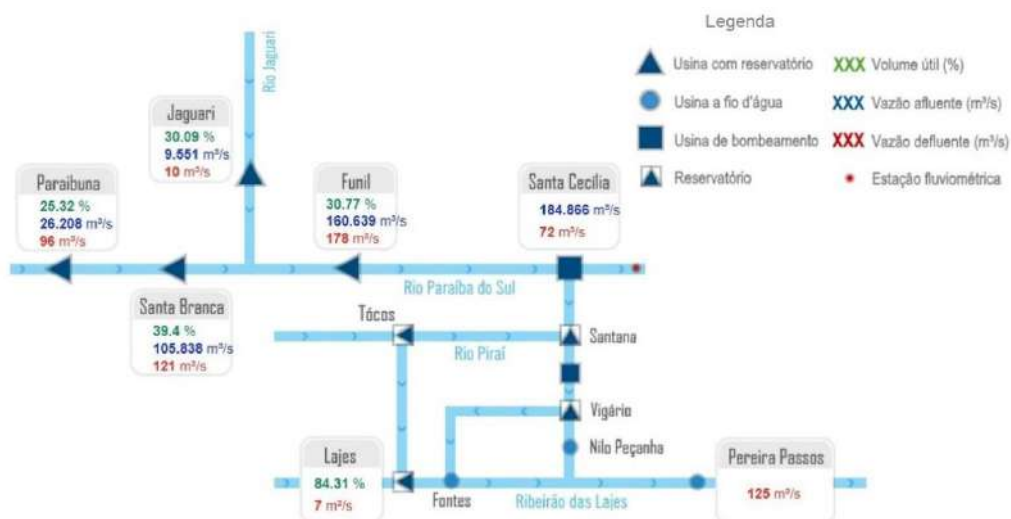 Legenda
Usina com reservatório
XXX Volume útil (%)
Usina a fio d'água
XXX Vazão afluente (m³/s)
Usina de bombeamento
XXX Vazão defluente (m³/s)
Reservatório
Estação fluviométrica
Rio Jaguari
Jaguari
30.09 %
9.551 m³/s
10 m³/s
Paraibuna
25.32 %
26.208 m³/s
96 m³/s
Funil
30.77 %
160.639 m³/s
178 m³/s
Santa Cecília
184.866 m³/s
72 m³/s
Rio Paraíba do Sul
Santa Branca
39.4 %
105.838 m³/s
121 m³/s
Tócos
Rio Piraí
Santana
Vigário
Nilo Peçanha
Lajes
84.31 %
7 m³/s
Fontes
Ribeirão das Lajes
Pereira Passos
125 m³/s